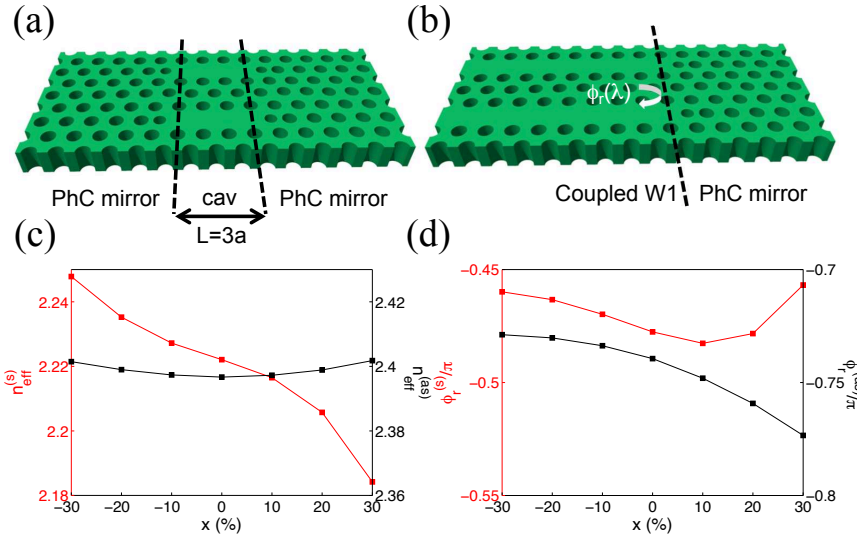 (a)
(b)
ϕr(λ)
PhC mirror
cav
PhC mirror
L=3a
Coupled W1
PhC mirror
(c)
(d)
2.24
2.22
2.2
2.18
neff(s)
2.42
2.4
2.38
2.36
neff(as)
−30 −20 −10 0 10 20 30
x (%)
−0.45
−0.5
−0.55
ϕr(s)/π
−0.7
−0.75
−0.8
ϕr(as)/π
−30 −20 −10 0 10 20 30
x (%)